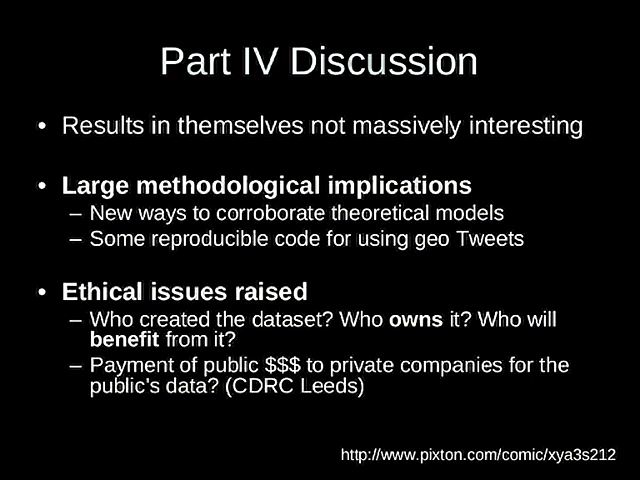 Part IV Discussion
• Results in themselves not massively interesting
• Large methodological implications
– New ways to corroborate theoretical models
– Some reproducible code for using geo Tweets
• Ethical issues raised
– Who created the dataset? Who owns it? Who will
benefit from it?
– Payment of public $$$ to private companies for the
public's data? (CDRC Leeds)
http://www.pixton.com/comic/xya3s212